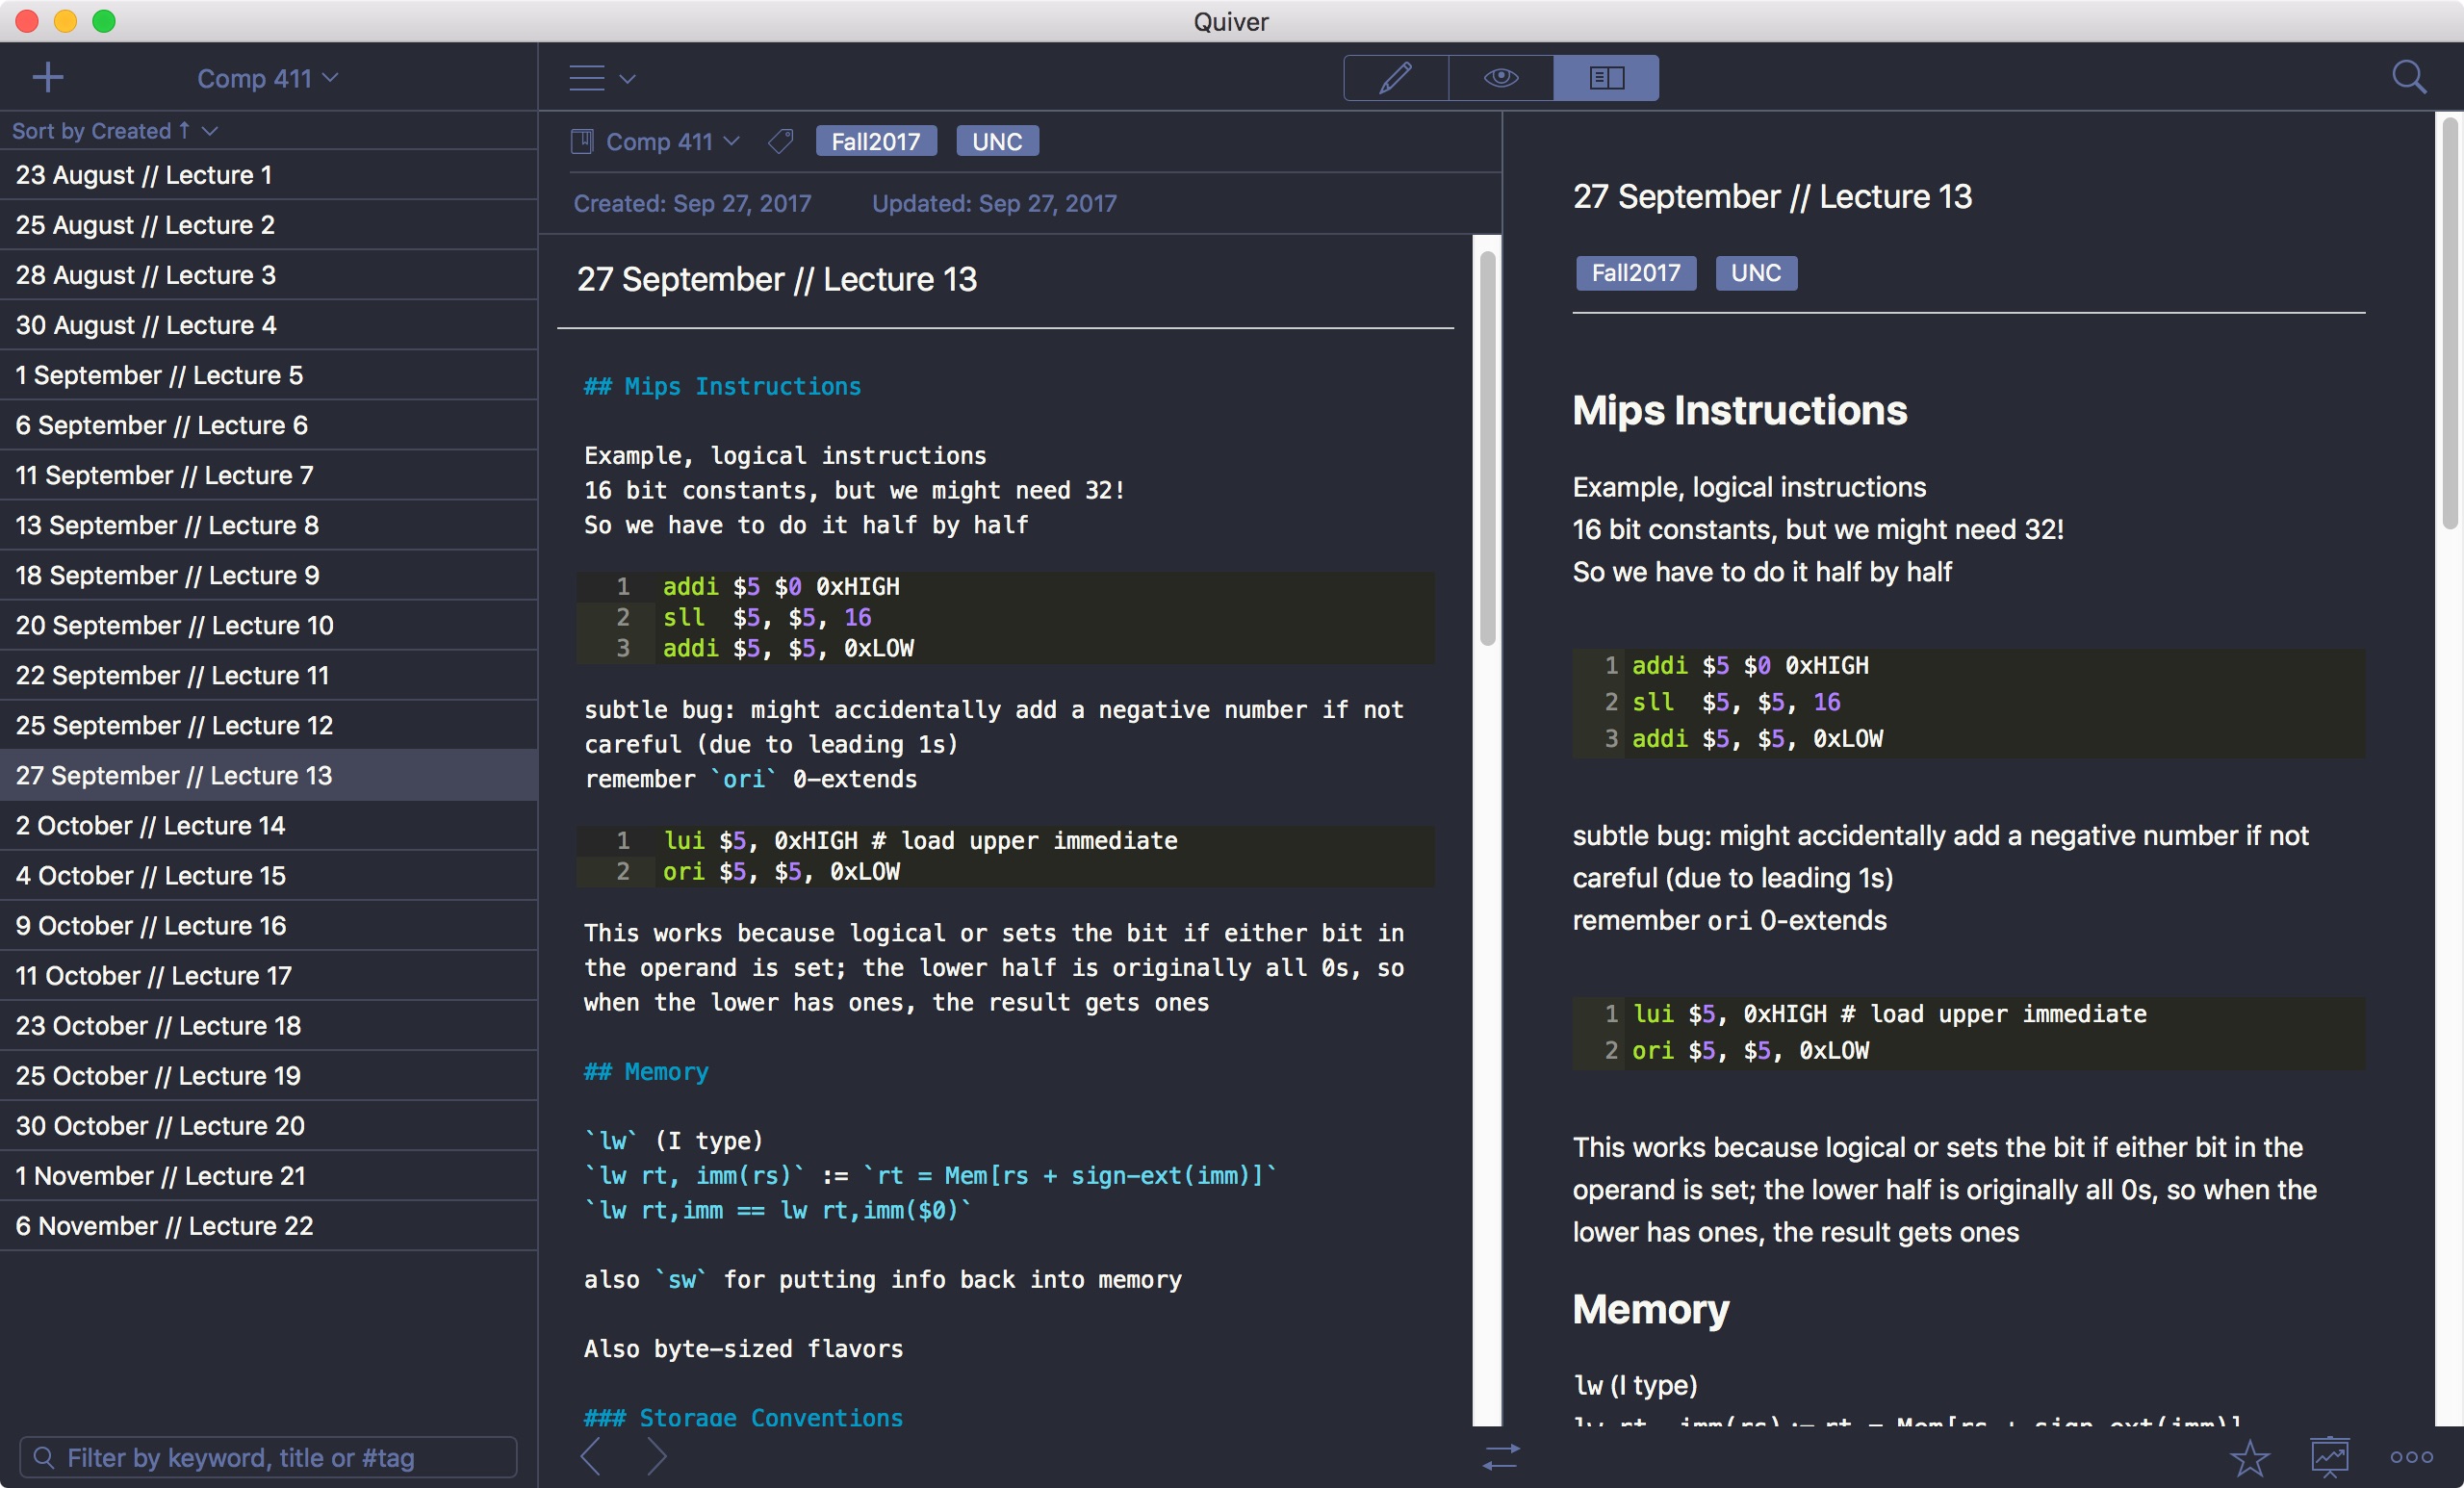 Quiver
Comp 411
Sort by Created ↑
23 August // Lecture 1
25 August // Lecture 2
28 August // Lecture 3
30 August // Lecture 4
1 September // Lecture 5
6 September // Lecture 6
11 September // Lecture 7
13 September // Lecture 8
18 September // Lecture 9
20 September // Lecture 10
22 September // Lecture 11
25 September // Lecture 12
27 September // Lecture 13
2 October // Lecture 14
4 October // Lecture 15
9 October // Lecture 16
11 October // Lecture 17
23 October // Lecture 18
25 October // Lecture 19
30 October // Lecture 20
1 November // Lecture 21
6 November // Lecture 22
Filter by keyword, title or #tag
Comp 411 Fall2017 UNC
Created: Sep 27, 2017 Updated: Sep 27, 2017
27 September // Lecture 13
## Mips Instructions
Example, logical instructions
16 bit constants, but we might need 32!
So we have to do it half by half
1 addi $5 $0 0xHIGH
2 sll  $5, $5, 16
3 addi $5, $5, 0xLOW
subtle bug: might accidentally add a negative number if not
careful (due to leading 1s)
remember `ori` 0-extends
1 lui $5, 0xHIGH # load upper immediate
2 ori $5, $5, 0xLOW
This works because logical or sets the bit if either bit in
the operand is set; the lower half is originally all 0s, so
when the lower has ones, the result gets ones
## Memory
`lw` (I type)
`lw rt, imm(rs)` := `rt = Mem[rs + sign-ext(imm)]`
`lw rt,imm == lw rt,imm($0)`
also `sw` for putting info back into memory
Also byte-sized flavors
### Storage Conventions
27 September // Lecture 13
Fall2017 UNC
Mips Instructions
Example, logical instructions
16 bit constants, but we might need 32!
So we have to do it half by half
1 addi $5 $0 0xHIGH
2 sll  $5, $5, 16
3 addi $5, $5, 0xLOW
subtle bug: might accidentally add a negative number if not
careful (due to leading 1s)
remember ori 0-extends
1 lui $5, 0xHIGH # load upper immediate
2 ori $5, $5, 0xLOW
This works because logical or sets the bit if either bit in the
operand is set; the lower half is originally all 0s, so when the
lower has ones, the result gets ones
Memory
lw (I type)
lw rt, imm(rs) := rt = Mem[rs + sign-ext(imm)]